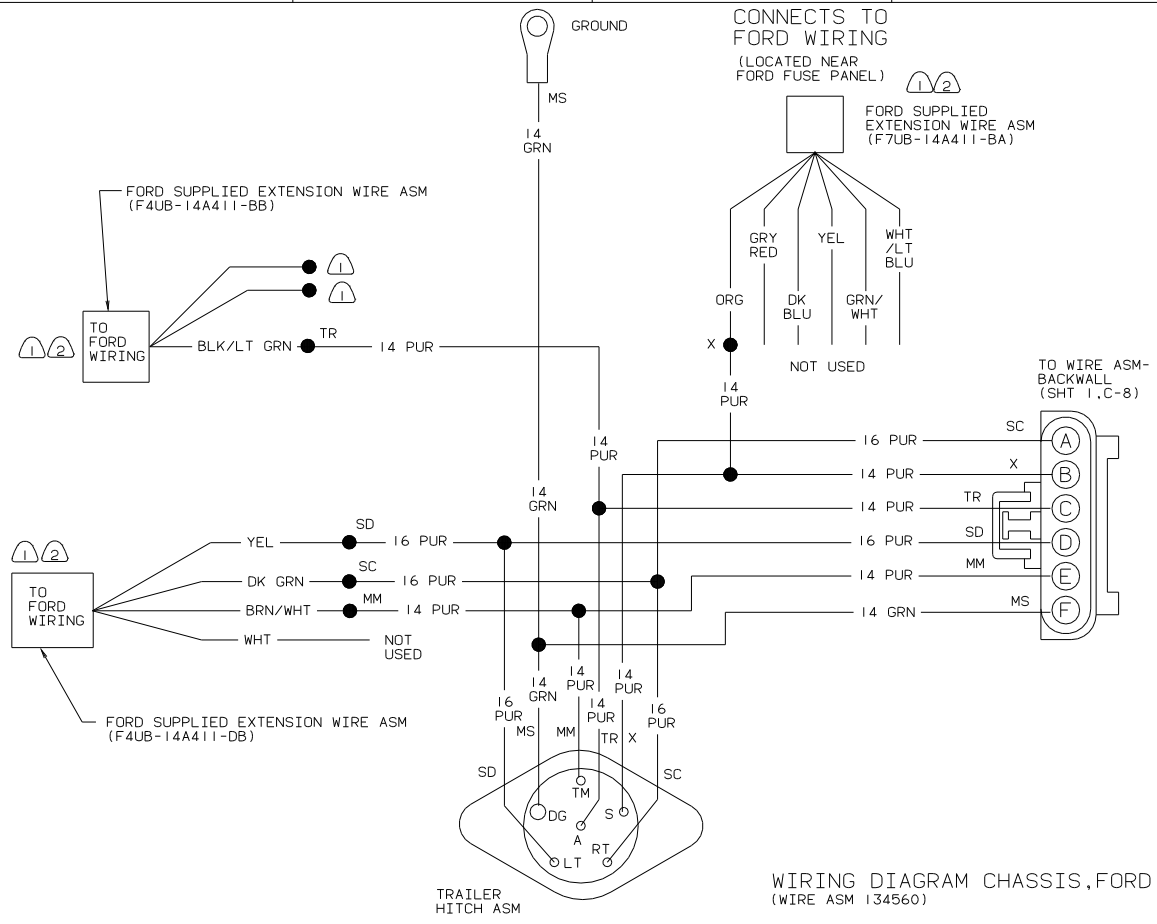 GROUND
CONNECTS TO
FORD WIRING
(LOCATED NEAR
FORD FUSE PANEL)
1 2
FORD SUPPLIED
EXTENSION WIRE ASM
(F7UB-14A411-BA)
MS
14
GRN
FORD SUPPLIED EXTENSION WIRE ASM
(F4UB-14A411-BB)
GRY
RED
YEL
WHT
/LT
BLU
1
1
ORG
DK
BLU
GRN/
WHT
TO
FORD
WIRING
1 2
BLK/LT GRN
TR
14 PUR
X
NOT USED
14
PUR
TO WIRE ASM-
BACKWALL
(SHT 1,C-8)
14
PUR
16 PUR
SC
A
14 PUR
X
B
14
GRN
14 PUR
TR
C
1 2
YEL
SD
16 PUR
16 PUR
SD
D
DK GRN
SC
16 PUR
MM
14 PUR
E
TO
FORD
WIRING
BRN/WHT
MM
14 PUR
14 GRN
MS
F
WHT
NOT
USED
14
PUR
14
PUR
14
GRN
16
PUR
14
PUR
16
PUR
FORD SUPPLIED EXTENSION WIRE ASM
(F4UB-14A411-DB)
MS
MM
TR
X
SD
SC
TM
DG
S
A
LT
RT
TRAILER
HITCH ASM
WIRING DIAGRAM CHASSIS,FORD
(WIRE ASM 134560)